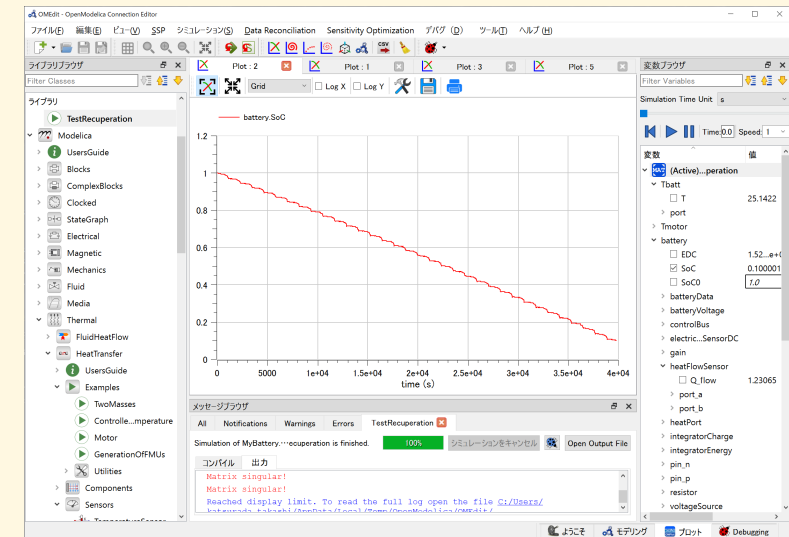 OMEdit - OpenModelica Connection Editor
ファイル(F) 編集(E) ビュー(V) SSP シミュレーション(S) Data Reconciliation Sensitivity Optimization デバグ (D) ツール(T) ヘルプ(H)
ライブラリブラウザ
Filter Classes
ライブラリ
TestRecuperation
Modelica
UsersGuide
Blocks
ComplexBlocks
Clocked
StateGraph
Electrical
Magnetic
Mechanics
Fluid
Media
Thermal
FluidHeatFlow
HeatTransfer
UsersGuide
Examples
TwoMasses
Controlle...mperature
Motor
GenerationOfFMUs
Utilities
Components
Sensors
TemperatureSensor
Plot : 2 Plot : 1 Plot : 3 Plot : 5
Grid Log X Log Y
battery.SoC
1.2
1
0.8
0.6
0.4
0.2
0
0 5000 1e+04 1.5e+04 2e+04 2.5e+04 3e+04 3.5e+04 4e+04
time (s)
メッセージブラウザ
All Notifications Warnings Errors TestRecuperation
Simulation of MyBattery.…ecuperation is finished. 100% シミュレーションをキャンセル Open Output File
コンパイル 出力
Matrix singular!
Matrix singular!
Reached display limit. To read the full log open the file C:/Users/
katsurada.takashi/AppData/Local/Temp/OpenModelica/OMEdit/
変数ブラウザ
Filter Variables
Simulation Time Unit s
Time: 0.0 Speed: 1
変数 値
(Active)...peration
Tbatt
T 25.1422
port
Tmotor
battery
EDC 1.52...e+0
SoC 0.100001
SoC0 1.0
batteryData
batteryVoltage
controlBus
electric...SensorDC
gain
heatFlowSensor
Q_flow 1.23065
port_a
port_b
heatPort
integratorCharge
integratorEnergy
pin_n
pin_p
resistor
voltageSource
ようこそ モデリング プロット Debugging